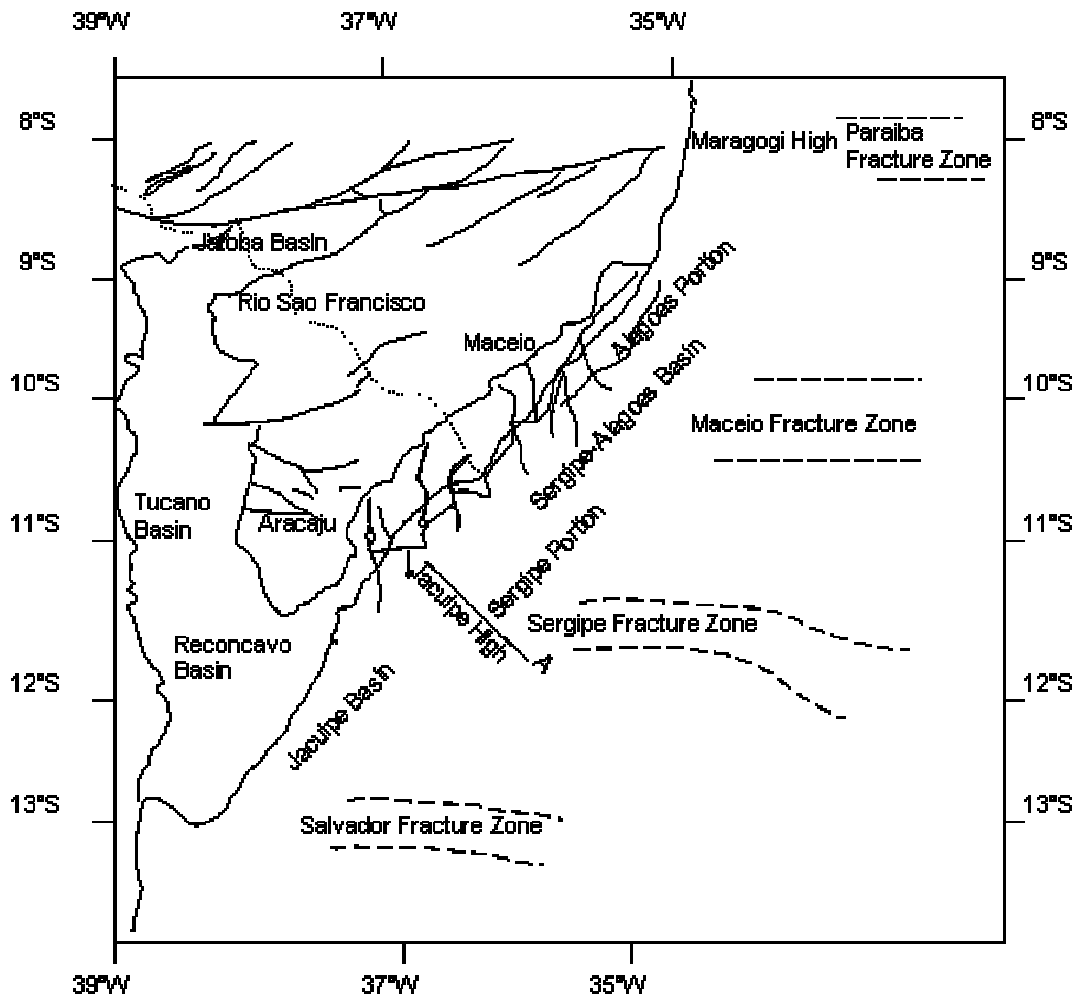 39°W 37°W 35°W
8°S 8°S
Maragogi High
Paraiba
Fracture Zone
Jatoba Basin
9°S 9°S
Rio Sao Francisco
Alagoas Portion
Maceio
10°S 10°S
Sergipe-Alagoas Basin
Maceio Fracture Zone
Tucano
Basin
Aracaju
11°S 11°S
Sergipe Portion
Jacuipe High
Sergipe Fracture Zone
A
Reconcavo
Basin
12°S 12°S
Jacuipe Basin
13°S 13°S
Salvador Fracture Zone
39°W 37°W 35°W